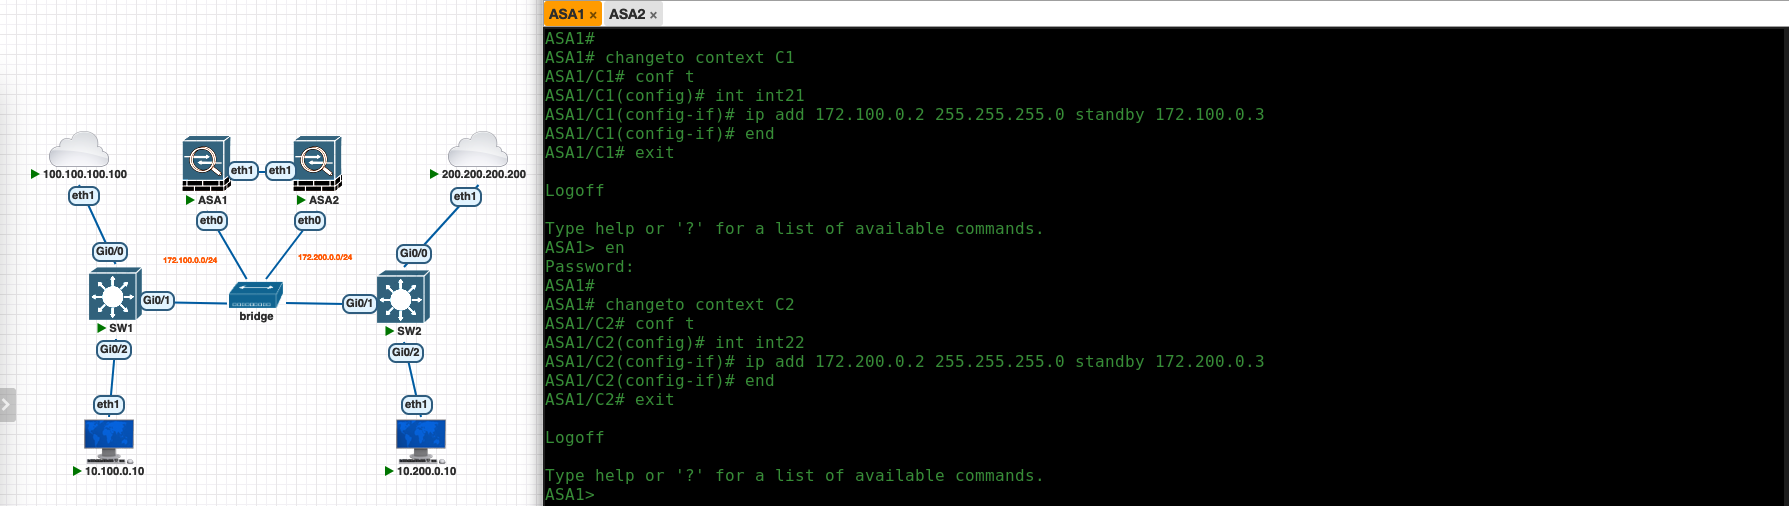 100.100.100.100
eth1
Gi0/0
Gi0/1
SW1
Gi0/2
eth1
10.100.0.10
eth1
eth1
ASA1
ASA2
eth0
eth0
172.100.0.0/24
172.200.0.0/24
bridge
200.200.200.200
eth1
Gi0/0
Gi0/1
SW2
Gi0/2
eth1
10.200.0.10
ASA1 ×
ASA2 ×
ASA1#
ASA1# changeto context C1
ASA1/C1# conf t
ASA1/C1(config)# int int21
ASA1/C1(config-if)# ip add 172.100.0.2 255.255.255.0 standby 172.100.0.3
ASA1/C1(config-if)# end
ASA1/C1# exit
Logoff
Type help or '?' for a list of available commands.
ASA1> en
Password:
ASA1#
ASA1# changeto context C2
ASA1/C2# conf t
ASA1/C2(config)# int int22
ASA1/C2(config-if)# ip add 172.200.0.2 255.255.255.0 standby 172.200.0.3
ASA1/C2(config-if)# end
ASA1/C2# exit
Logoff
Type help or '?' for a list of available commands.
ASA1>